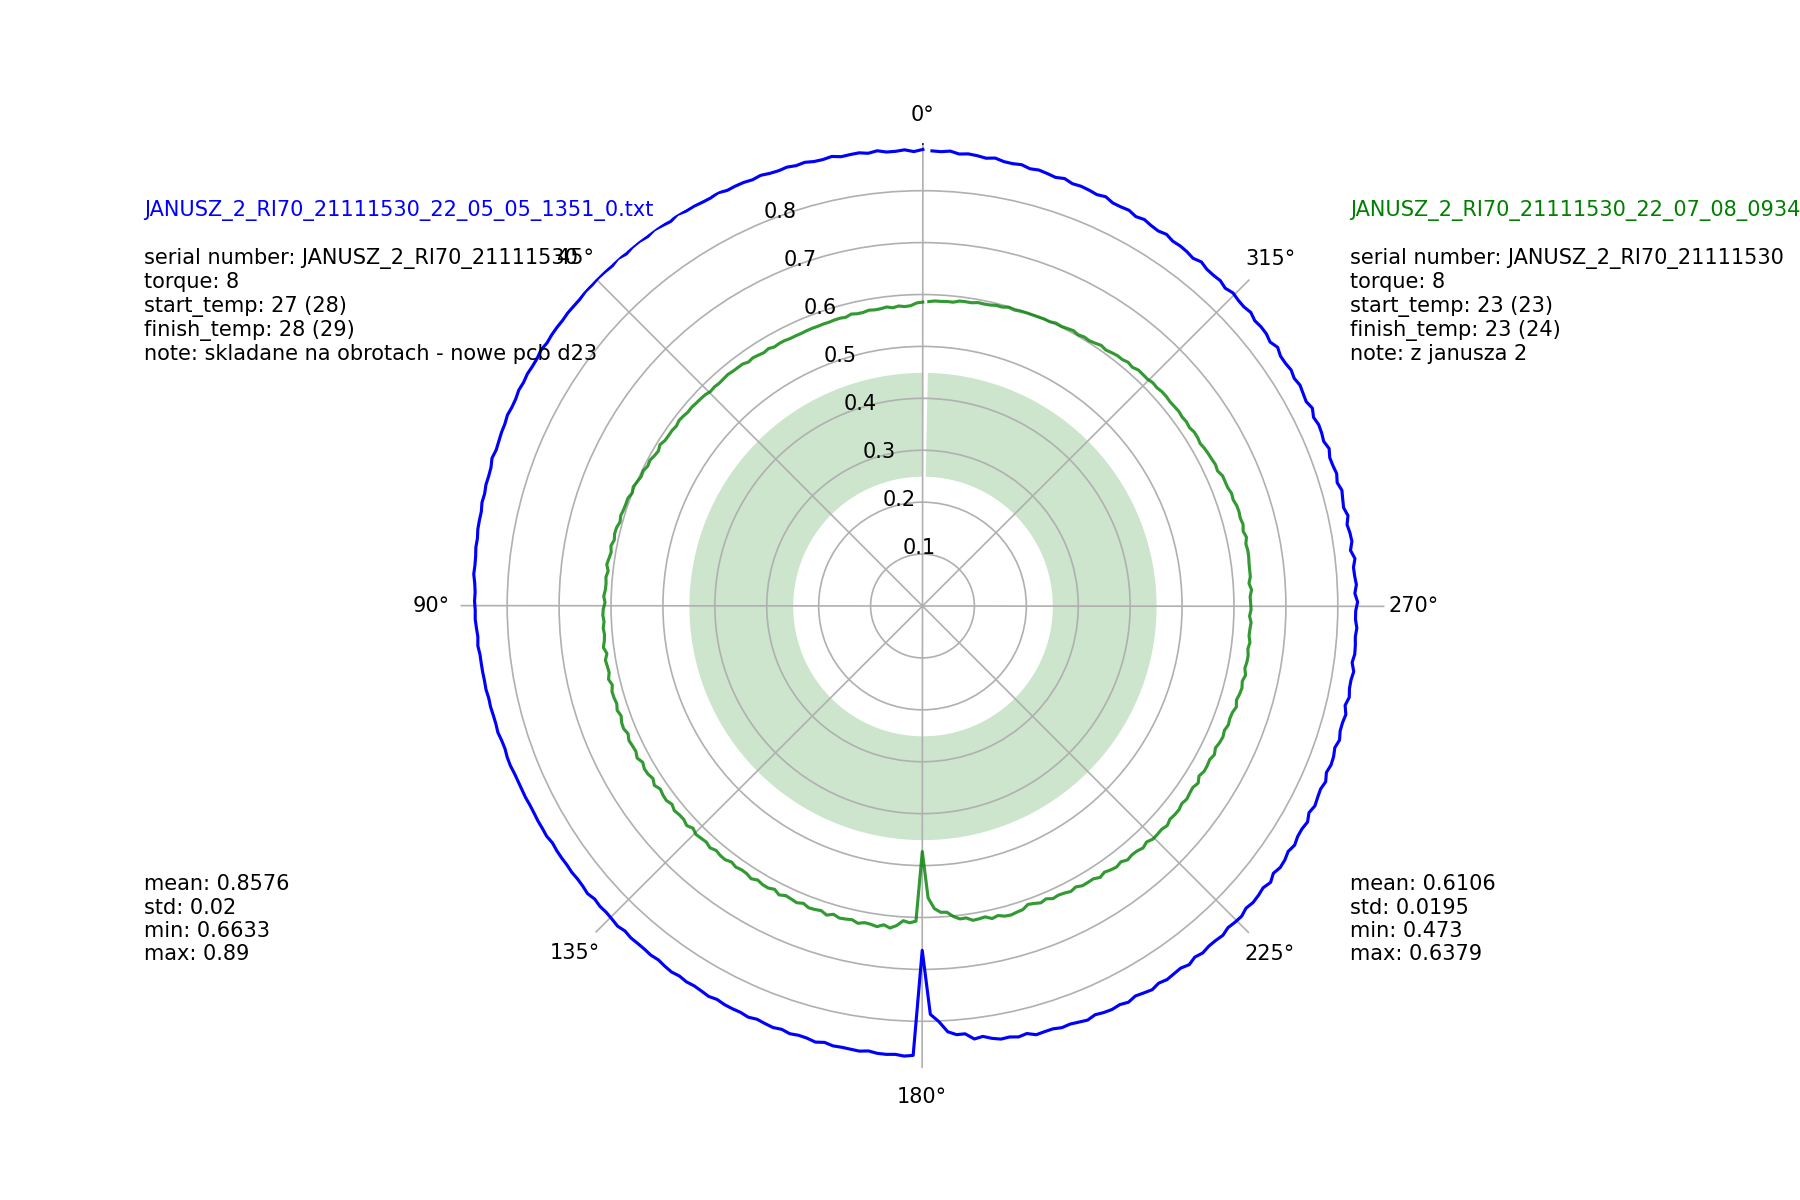 0°
JANUSZ_2_RI70_21111530_22_05_05_1351_0.txt
serial number: JANUSZ_2_RI70_21111530
torque: 8
start_temp: 27 (28)
finish_temp: 28 (29)
note: skladane na obrotach - nowe pcb d23
45°
0.8
0.7
0.6
0.5
0.4
0.3
0.2
0.1
315°
JANUSZ_2_RI70_21111530_22_07_08_0934
serial number: JANUSZ_2_RI70_21111530
torque: 8
start_temp: 23 (23)
finish_temp: 23 (24)
note: z janusza 2
90°
270°
mean: 0.8576
std: 0.02
min: 0.6633
max: 0.89
135°
225°
mean: 0.6106
std: 0.0195
min: 0.473
max: 0.6379
180°